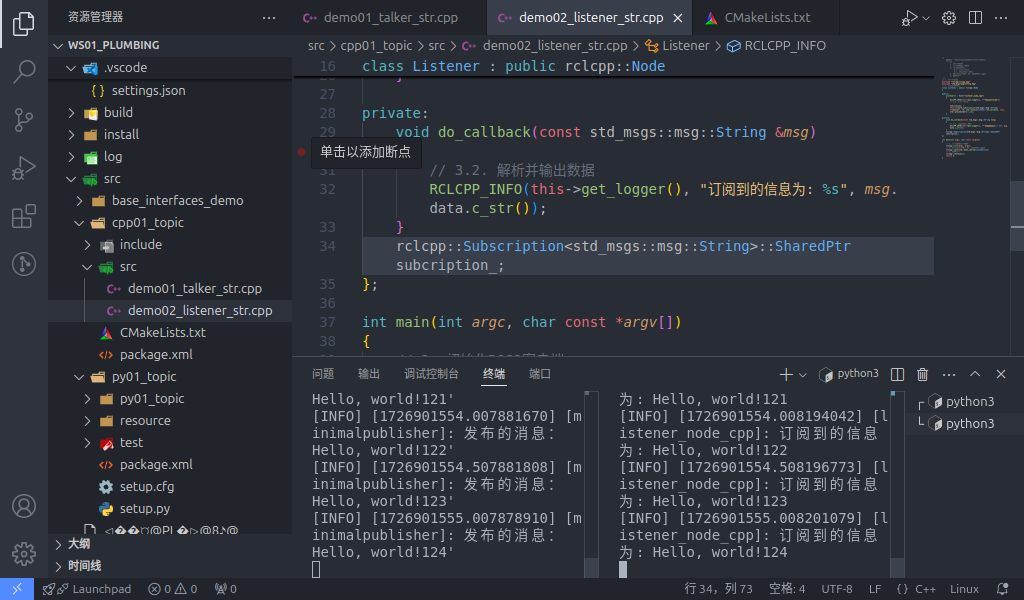 资源管理器
demo01_talker_str.cpp
demo02_listener_str.cpp
CMakeLists.txt
WS01_PLUMBING
.vscode
settings.json
build
install
log
src
base_interfaces_demo
cpp01_topic
include
src
demo01_talker_str.cpp
demo02_listener_str.cpp
CMakeLists.txt
package.xml
py01_topic
py01_topic
resource
test
package.xml
setup.cfg
setup.py
大纲
时间线
src > cpp01_topic > src > demo02_listener_str.cpp > Listener > RCLCPP_INFO
16 class Listener : public rclcpp::Node
27
28 private:
29 void do_callback(const std_msgs::msg::String &msg)
单击以添加断点
31 // 3.2. 解析并输出数据
32 RCLCPP_INFO(this->get_logger(), "订阅到的信息为: %s", msg.
data.c_str());
33 }
34 rclcpp::Subscription<std_msgs::msg::String>::SharedPtr
subcription_;
35 };
36
37 int main(int argc, char const *argv[])
38 {
问题 输出 调试控制台 终端 端口
python3
Hello, world!121'
[INFO] [1726901554.007881670] [m
inimalpublisher]: 发布的消息:
Hello, world!122'
[INFO] [1726901554.507881808] [m
inimalpublisher]: 发布的消息:
Hello, world!123'
[INFO] [1726901555.007878910] [m
inimalpublisher]: 发布的消息:
Hello, world!124'
为: Hello, world!121
[INFO] [1726901554.008194042] [l
istener_node_cpp]: 订阅到的信息
为: Hello, world!122
[INFO] [1726901554.508196773] [l
istener_node_cpp]: 订阅到的信息
为: Hello, world!123
[INFO] [1726901555.008201079] [l
istener_node_cpp]: 订阅到的信息
为: Hello, world!124
python3
python3
Launchpad 0 0 0 行 34，列 73 空格: 4 UTF-8 LF {} C++ Linux